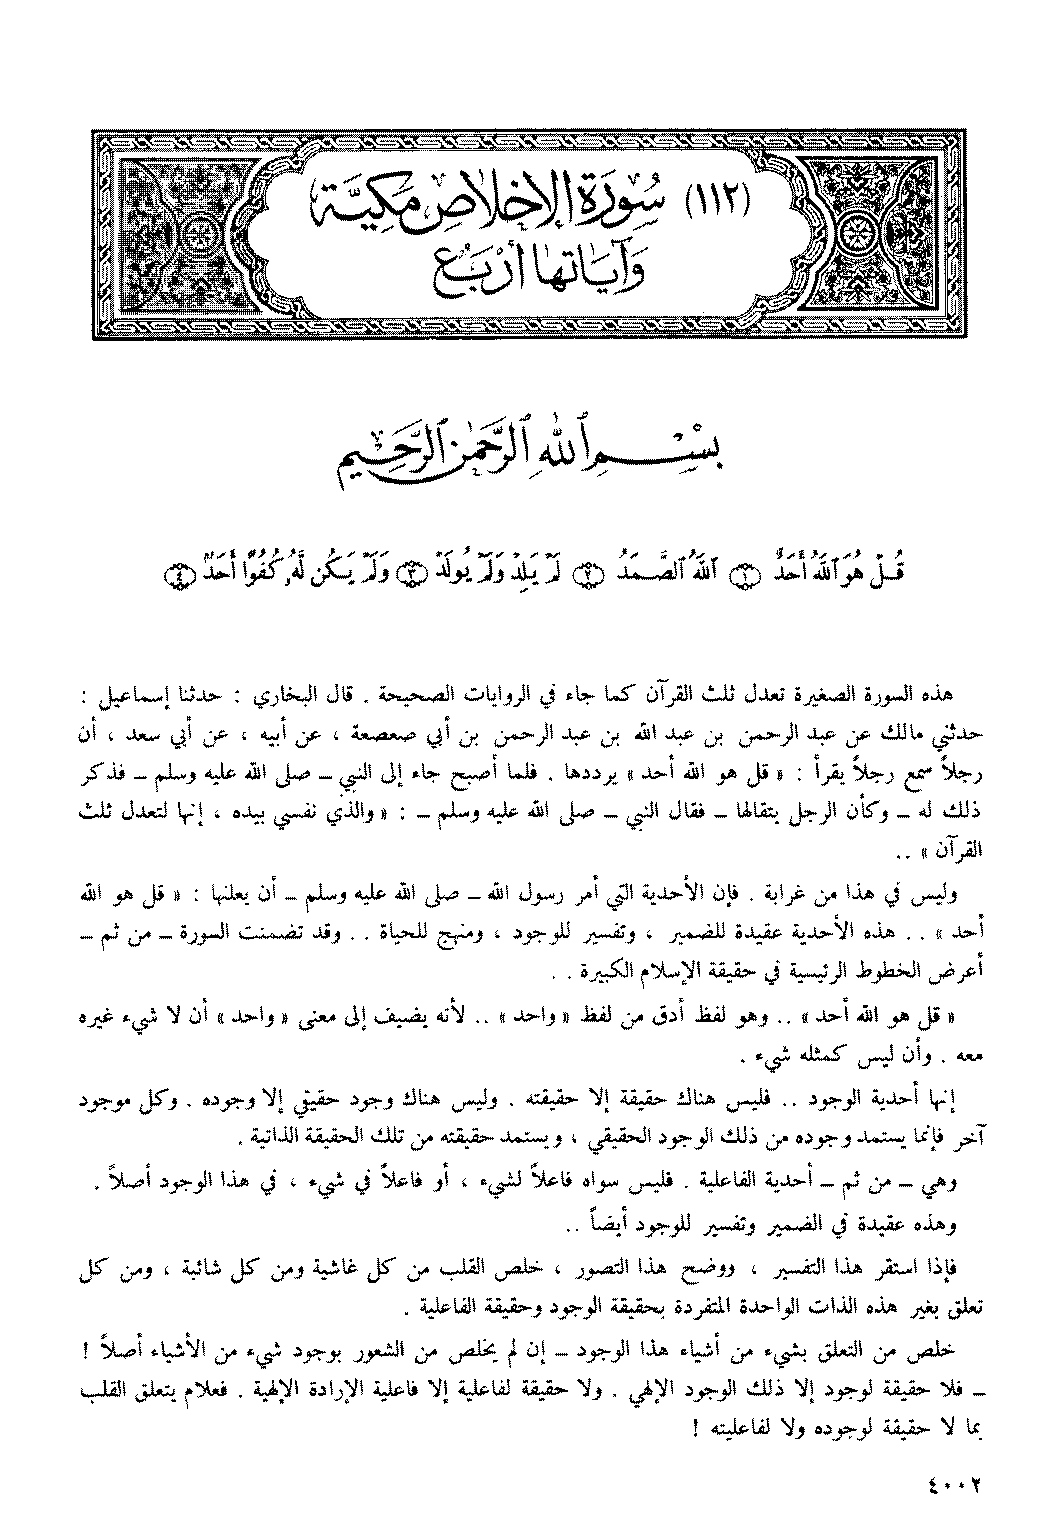 (١١٢) سُورَة الإخلاص مكيَّة
وَآيَاتها أرْبَع
بِسْمِ ٱللَّهِ ٱلرَّحْمَٰنِ ٱلرَّحِيمِ
قُلْ هُوَ ٱللَّهُ أَحَدٌ ۝١ ٱللَّهُ ٱلصَّمَدُ ۝٢ لَمْ يَلِدْ وَلَمْ يُولَدْ ۝٣ وَلَمْ يَكُن لَّهُۥ كُفُوًا أَحَدٌ ۝٤
هذه السورة الصغيرة تعدل ثلث القرآن كما جاء في الروايات الصحيحة . قال البخاري : حدثنا إسماعيل :
حدثني مالك عن عبد الرحمن بن عبد الله بن عبد الرحمن بن أبي صعصعة ، عن أبيه ، عن أبي سعد ، أن
رجلاً سمع رجلاً يقرأ : « قل هو الله أحد » يرددها . فلما أصبح جاء إلى النبي – صلى الله عليه وسلم – فذكر
ذلك له – وكأن الرجل يتقالها – فقال النبي – صلى الله عليه وسلم – : « والذي نفسي بيده ، إنها لتعدل ثلث
القرآن » ..
وليس في هذا من غرابة . فإن الأحدية التي أمر رسول الله – صلى الله عليه وسلم – أن يعلنها : « قل هو الله
أحد » .. هذه الأحدية عقيدة للضمير ، وتفسير للوجود ، ومنهج للحياة .. وقد تضمنت السورة – من ثم –
أعرض الخطوط الرئيسية في حقيقة الإسلام الكبيرة ..
« قل هو الله أحد » .. وهو لفظ أدق من لفظ « واحد » .. لأنه يضيف إلى معنى « واحد » أن لا شيء غيره
معه . وأن ليس كمثله شيء .
إنها أحدية الوجود .. فليس هناك حقيقة إلا حقيقته . وليس هناك وجود حقيقي إلا وجوده . وكل موجود
آخر فإنما يستمد وجوده من ذلك الوجود الحقيقي ، ويستمد حقيقته من تلك الحقيقة الذاتية .
وهي – من ثم – أحدية الفاعلية . فليس سواه فاعلاً لشيء ، أو فاعلاً في شيء ، في هذا الوجود أصلاً .
وهذه عقيدة في الضمير وتفسير للوجود أيضاً ..
فإذا استقر هذا التفسير ، ووضح هذا التصور ، خلص القلب من كل غاشية ومن كل شائبة ، ومن كل
تعلق بغير هذه الذات الواحدة المتفردة بحقيقة الوجود وحقيقة الفاعلية .
خلص من التعلق بشيء من أشياء هذا الوجود – إن لم يخلص من الشعور بوجود شيء من الأشياء أصلاً !
– فلا حقيقة لوجود إلا ذلك الوجود الإلهي . ولا حقيقة لفاعلية إلا فاعلية الإرادة الإلهية . فعلام يتعلق القلب
بما لا حقيقة لوجوده ولا لفاعليته !
٤٠٠٢